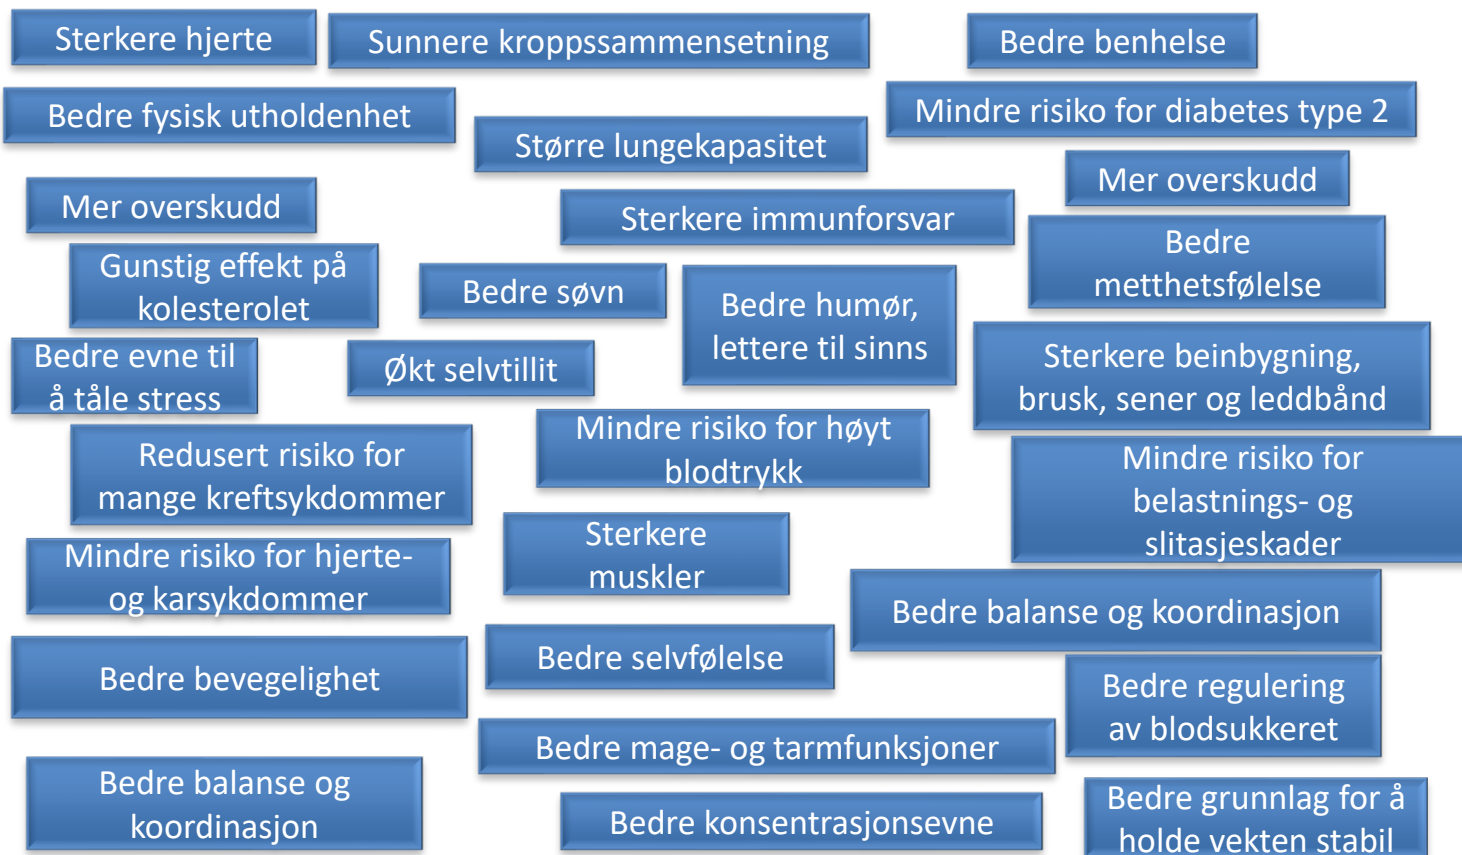 Sterkere hjerte
Sunnere kroppssammensetning
Bedre benhelse
Bedre fysisk utholdenhet
Mindre risiko for diabetes type 2
Større lungekapasitet
Mer overskudd
Mer overskudd
Sterkere immunforsvar
Bedre
metthetsfølelse
Gunstig effekt på
kolesterolet
Bedre søvn
Bedre humør,
lettere til sinns
Bedre evne til
å tåle stress
Økt selvtillit
Sterkere beinbygning,
brusk, sener og leddbånd
Mindre risiko for høyt
blodtrykk
Redusert risiko for
mange kreftsykdommer
Mindre risiko for
belastnings- og
slitasjeskader
Sterkere
muskler
Mindre risiko for hjerte-
og karsykdommer
Bedre balanse og koordinasjon
Bedre selvfølelse
Bedre bevegelighet
Bedre regulering
av blodsukkeret
Bedre mage- og tarmfunksjoner
Bedre balanse og
koordinasjon
Bedre konsentrasjonsevne
Bedre grunnlag for å
holde vekten stabil